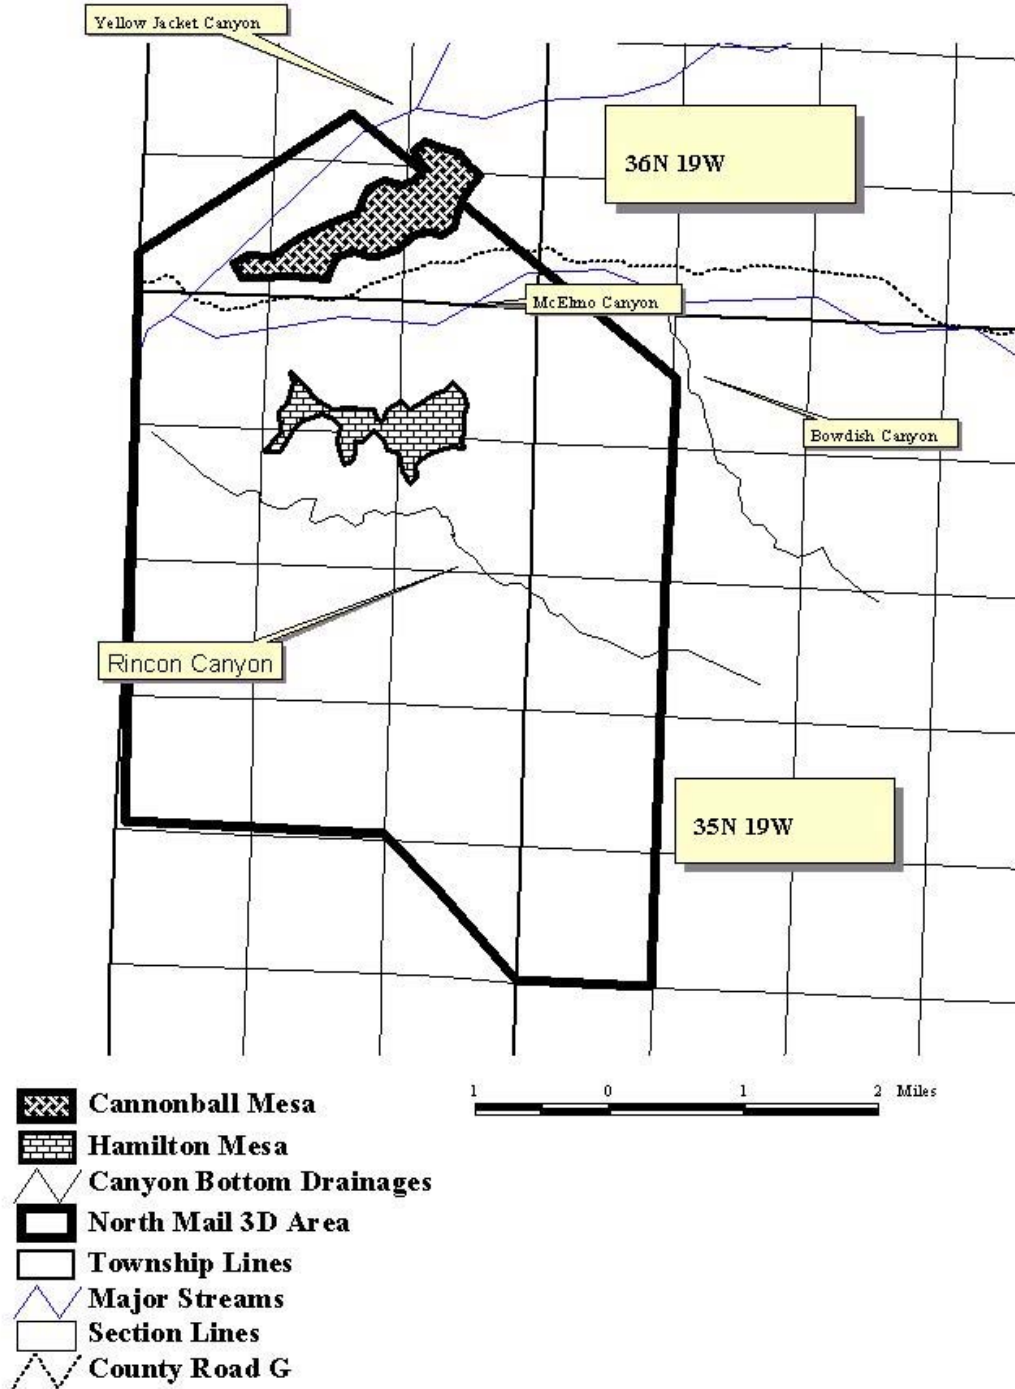 Yellow Jacket Canyon
36N 19W
McElmo Canyon
Bowdish Canyon
Rincon Canyon
35N 19W
1 0 1 2 Miles
Cannonball Mesa
Hamilton Mesa
Canyon Bottom Drainages
North Mail 3D Area
Township Lines
Major Streams
Section Lines
County Road G